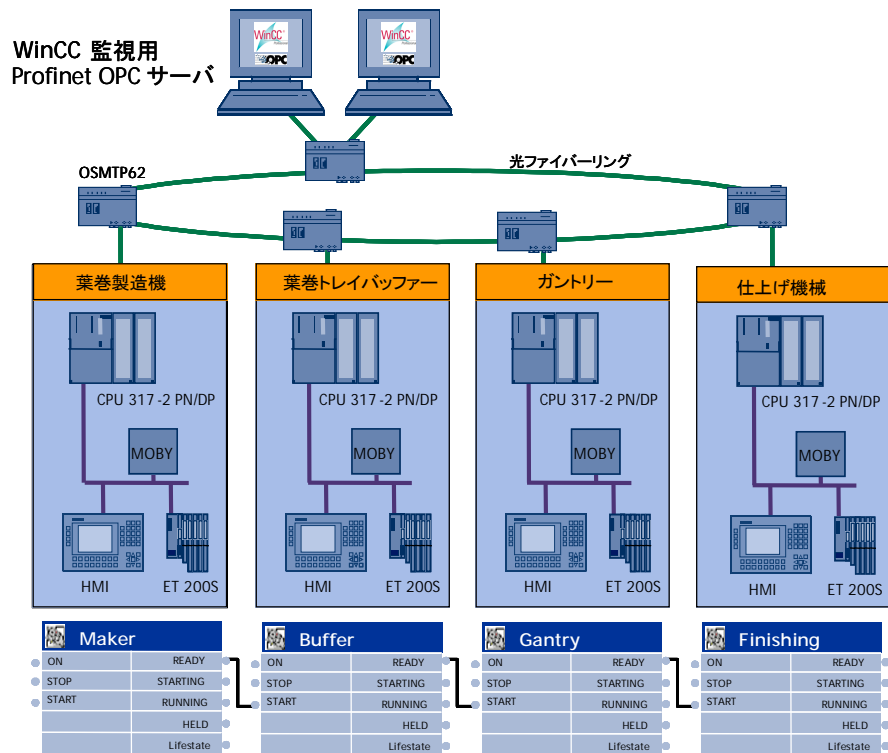 WinCC 監視用
Profinet OPC サーバ
WinCC
OPC
WinCC
OPC
OSMTP62
光ファイバーリング
葉巻製造機
CPU 317 -2 PN/DP
MOBY
HMI
ET 200S
葉巻トレイバッファー
CPU 317 -2 PN/DP
MOBY
HMI
ET 200S
ガントリー
CPU 317 -2 PN/DP
MOBY
HMI
ET 200S
仕上げ機械
CPU 317 -2 PN/DP
MOBY
HMI
ET 200S
Maker
ON READY
STOP STARTING
START RUNNING
HELD
Lifestate
Buffer
ON READY
STOP STARTING
START RUNNING
HELD
Lifestate
Gantry
ON READY
STOP STARTING
START RUNNING
HELD
Lifestate
Finishing
ON READY
STOP STARTING
START RUNNING
HELD
Lifestate